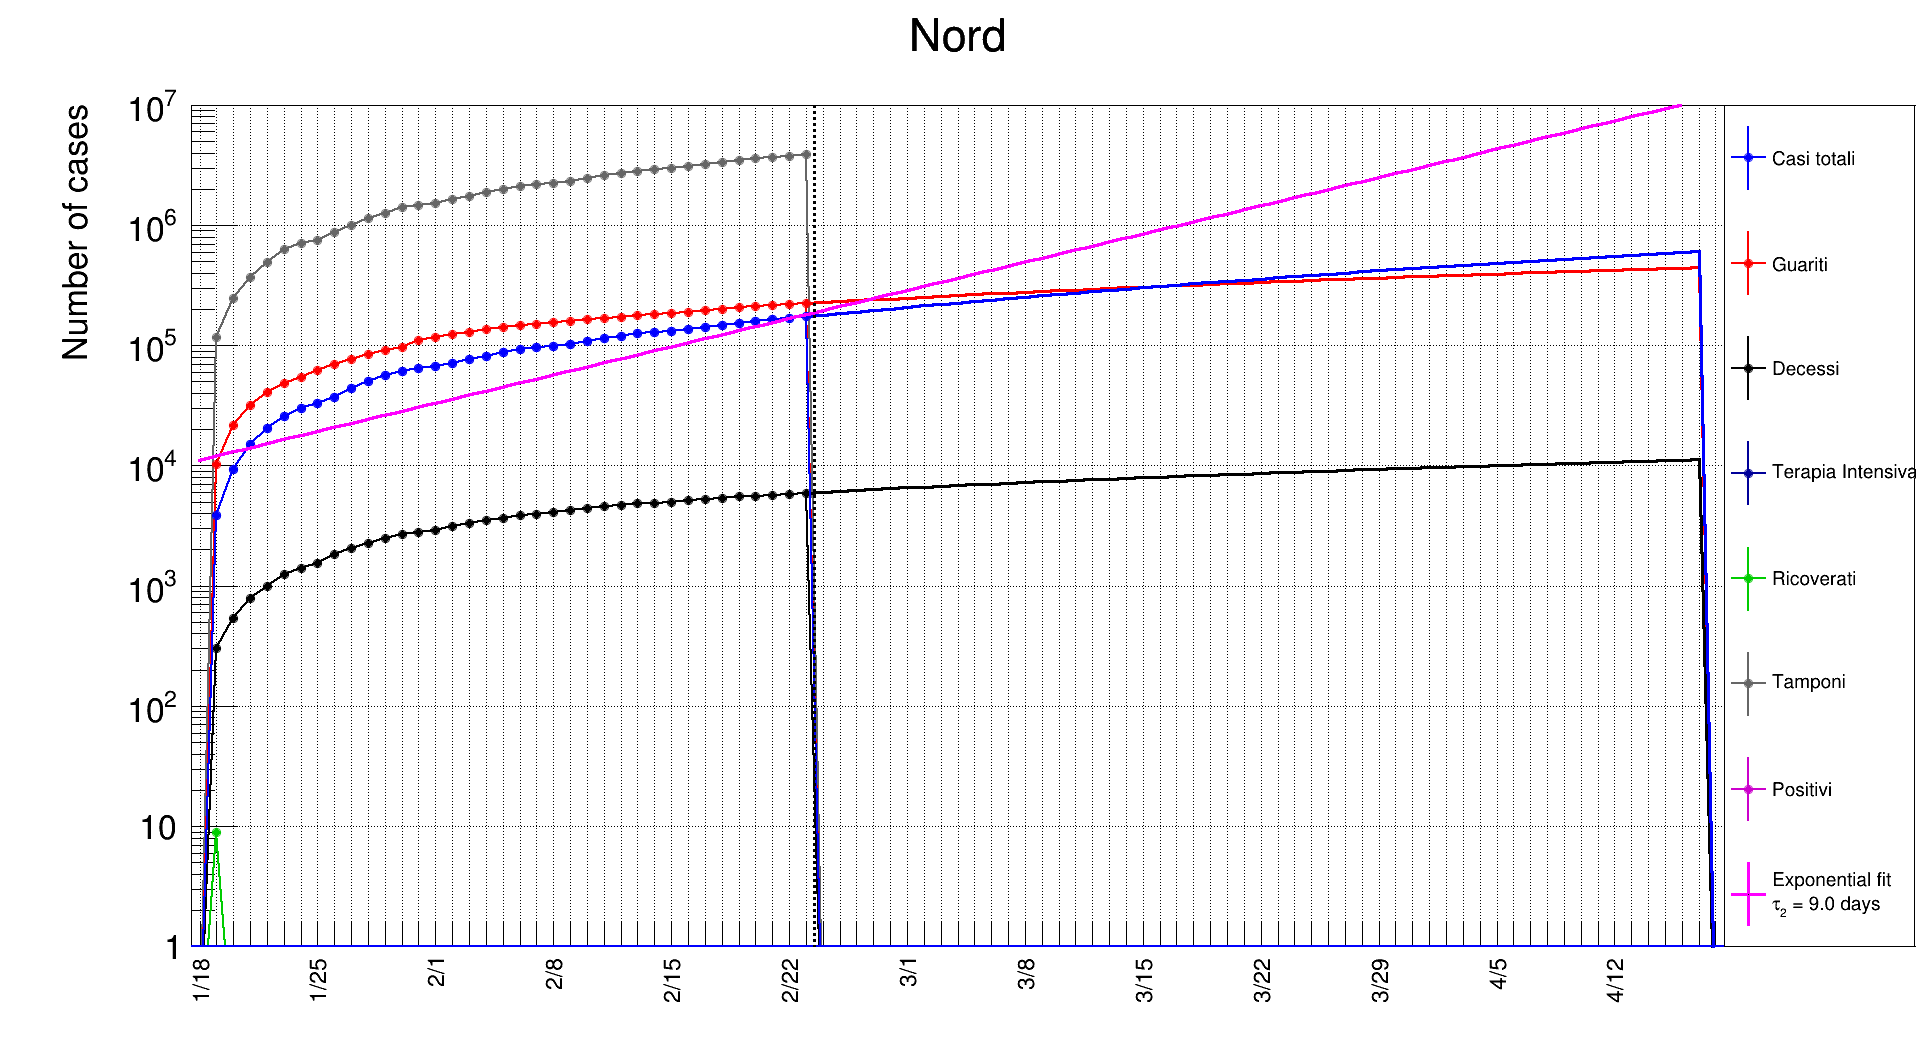 Nord
Number of cases
10^7
10^6
10^5
10^4
10^3
10^2
10
1
1/18
1/25
2/1
2/8
2/15
2/22
3/1
3/8
3/15
3/22
3/29
4/5
4/12
Casi totali
Guariti
Decessi
Terapia Intensiva
Ricoverati
Tamponi
Positivi
Exponential fit
τ₂ = 9.0 days